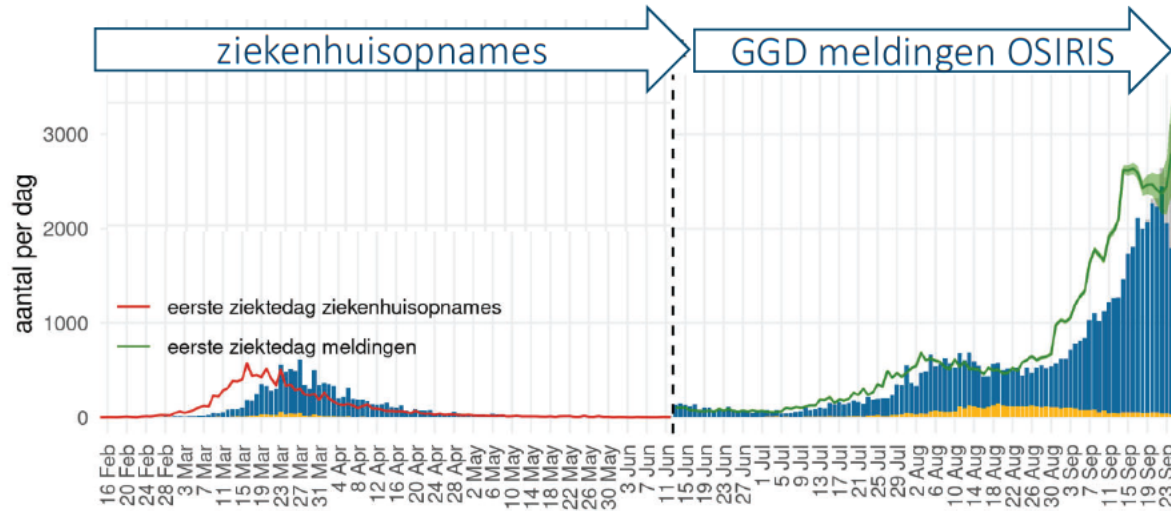 ziekenhuisopnames
GGD meldingen OSIRIS
aantal per dag
3000
2000
1000
0
eerste ziektedag ziekenhuisopnames
eerste ziektedag meldingen
16 Feb
20 Feb
24 Feb
28 Feb
3 Mar
7 Mar
11 Mar
15 Mar
19 Mar
23 Mar
27 Mar
31 Mar
4 Apr
8 Apr
12 Apr
16 Apr
20 Apr
24 Apr
28 Apr
2 May
6 May
10 May
14 May
18 May
22 May
26 May
30 May
3 Jun
7 Jun
11 Jun
15 Jun
19 Jun
23 Jun
27 Jun
1 Jul
5 Jul
9 Jul
13 Jul
17 Jul
21 Jul
25 Jul
29 Jul
2 Aug
6 Aug
10 Aug
14 Aug
18 Aug
22 Aug
26 Aug
30 Aug
3 Sep
7 Sep
11 Sep
15 Sep
19 Sep
23 Sep